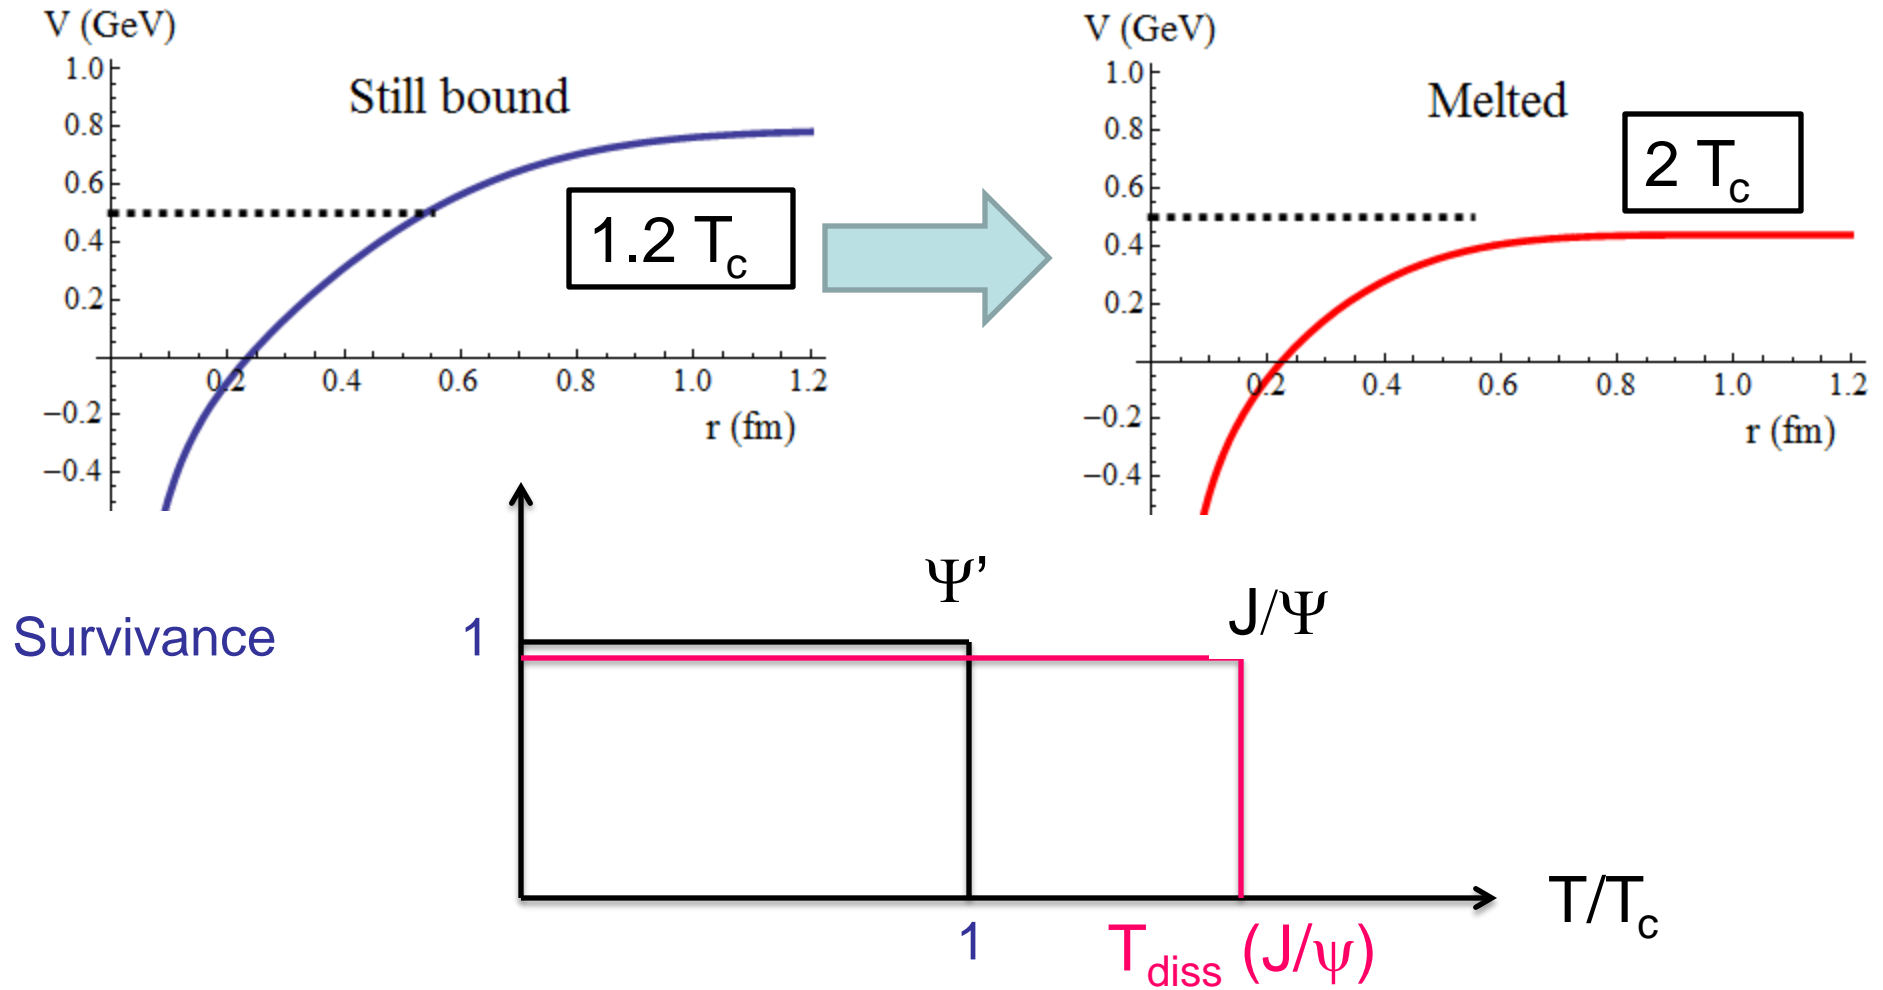 V (GeV)
1.0
0.8
0.6
0.4
0.2
−0.2
−0.4
0.2 0.4 0.6 0.8 1.0 1.2
r (fm)
Still bound
1.2 Tc
V (GeV)
1.0
0.8
0.6
0.4
0.2
−0.2
−0.4
0.2 0.4 0.6 0.8 1.0 1.2
r (fm)
Melted
2 Tc
Ψ’
J/Ψ
Survivance
1
1
Tdiss (J/ψ)
T/Tc